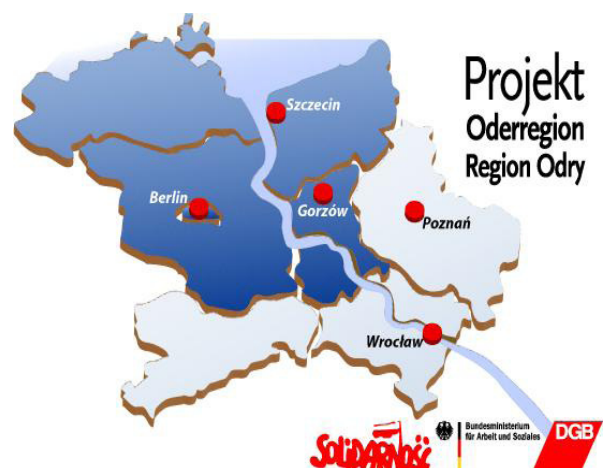 Projekt
Oderregion
Region Odry
Szczecin
Berlin
Gorzów
Poznań
Wrocław
SOLIDARNOŚĆ
Bundesministerium
für Arbeit und Soziales
DGB